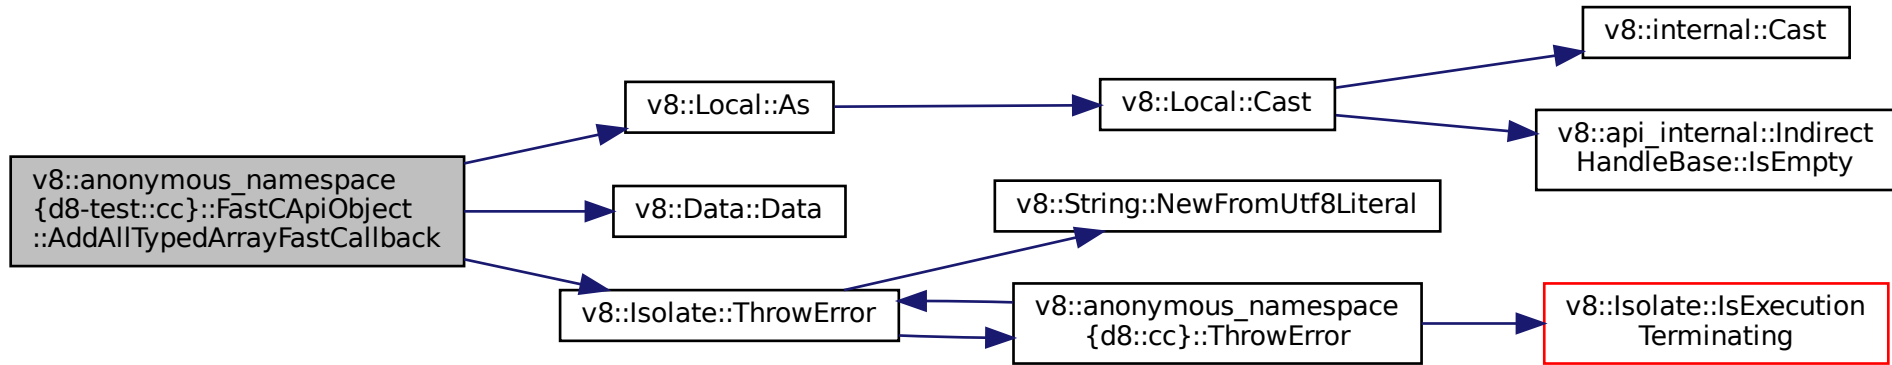 v8::anonymous_namespace
{d8-test::cc}::FastCApiObject
::AddAllTypedArrayFastCallback
v8::Local::As
v8::Data::Data
v8::Isolate::ThrowError
v8::Local::Cast
v8::String::NewFromUtf8Literal
v8::anonymous_namespace
{d8::cc}::ThrowError
v8::internal::Cast
v8::api_internal::Indirect
HandleBase::IsEmpty
v8::Isolate::IsExecution
Terminating